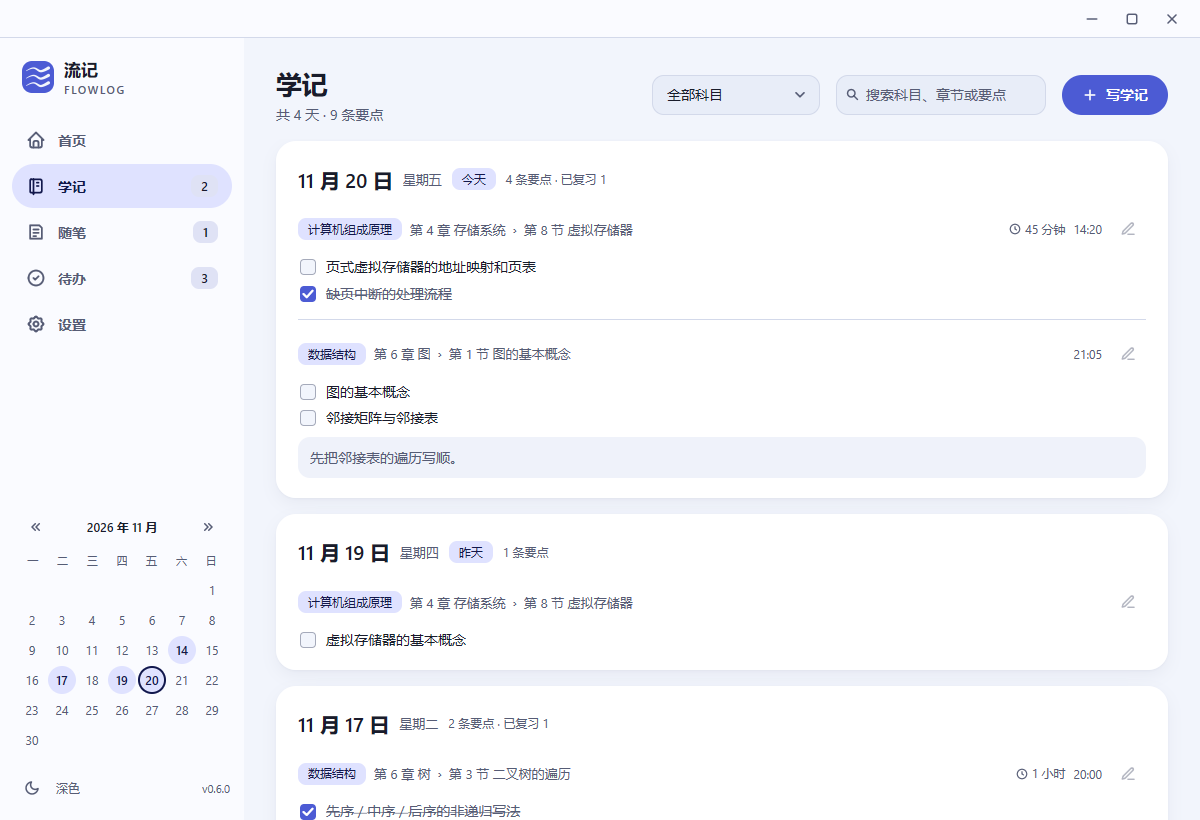 流记
FLOWLOG
首页
学记 2
随笔 1
待办 3
设置
2026 年 11 月
一 二 三 四 五 六 日
1
2 3 4 5 6 7 8
9 10 11 12 13 14 15
16 17 18 19 20 21 22
23 24 25 26 27 28 29
30
深色 v0.6.0
学记
共 4 天 · 9 条要点
全部科目
搜索科目、章节或要点
写学记
11 月 20 日 星期五 今天 4 条要点 · 已复习 1
计算机组成原理 第 4 章 存储系统 › 第 8 节 虚拟存储器 45 分钟 14:20
页式虚拟存储器的地址映射和页表
缺页中断的处理流程
数据结构 第 6 章 图 › 第 1 节 图的基本概念 21:05
图的基本概念
邻接矩阵与邻接表
先把邻接表的遍历写顺。
11 月 19 日 星期四 昨天 1 条要点
计算机组成原理 第 4 章 存储系统 › 第 8 节 虚拟存储器
虚拟存储器的基本概念
11 月 17 日 星期二 2 条要点 · 已复习 1
数据结构 第 6 章 树 › 第 3 节 二叉树的遍历 1 小时 20:00
先序 / 中序 / 后序的非递归写法